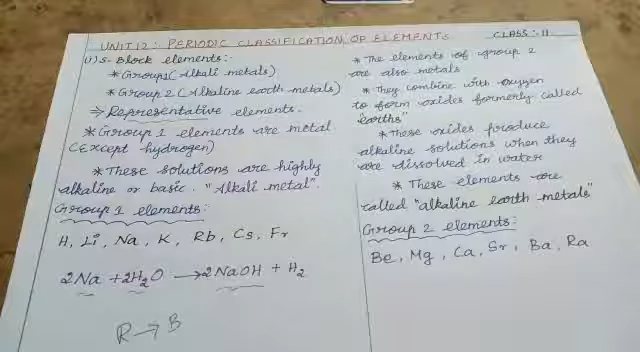 UNIT 12 : PERIODIC CLASSIFICATION OF ELEMENTS
CLASS :- 11
(i) S- Block elements:-
* Group 1 (Alkali metals)
* Group 2 (Alkaline earth metals)
⇒ Representative elements.
* Group 1 elements are metal
(Except hydrogen)
* These solutions are highly
alkaline or basic. "Alkali metal".
Group 1 elements:-
H, Li, Na, K, Rb, Cs, Fr
2Na + 2H₂O → 2NaOH + H₂
R → B
* The elements of group 2
are also metals
* They combine with oxygen
to form oxides formerly called
"earths"
* These oxides produce
alkaline solutions when they
are dissolved in water
* These elements are
called "alkaline earth metals"
Group 2 elements:-
Be, Mg, Ca, Sr, Ba, Ra